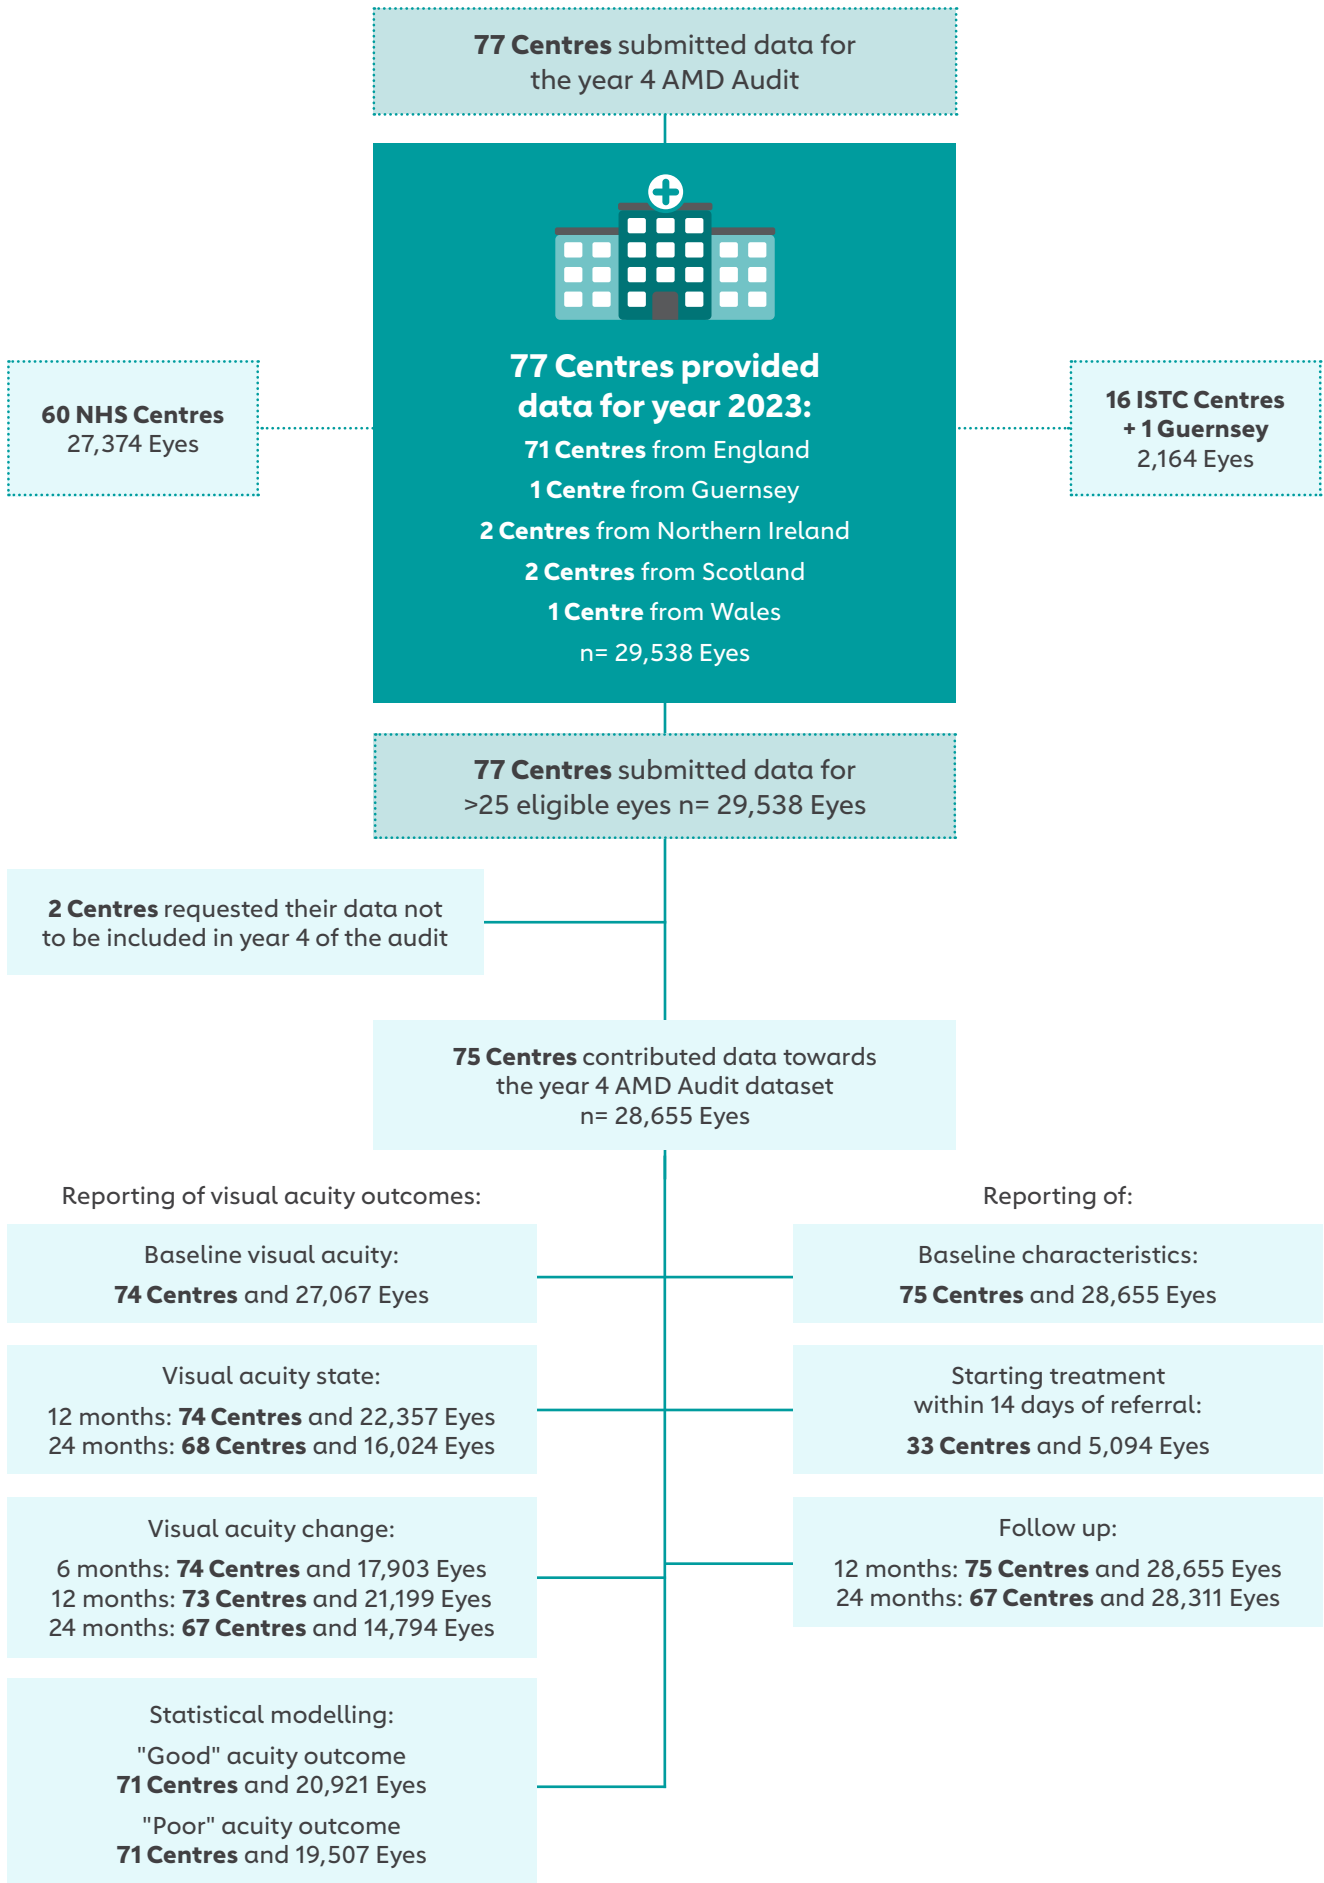 77 Centres submitted data for
the year 4 AMD Audit
77 Centres provided
data for year 2023:
71 Centres from England
1 Centre from Guernsey
2 Centres from Northern Ireland
2 Centres from Scotland
1 Centre from Wales
n= 29,538 Eyes
60 NHS Centres
27,374 Eyes
16 ISTC Centres
+ 1 Guernsey
2,164 Eyes
77 Centres submitted data for
>25 eligible eyes n= 29,538 Eyes
2 Centres requested their data not
to be included in year 4 of the audit
75 Centres contributed data towards
the year 4 AMD Audit dataset
n= 28,655 Eyes
Reporting of visual acuity outcomes:
Baseline visual acuity:
74 Centres and 27,067 Eyes
Visual acuity state:
12 months: 74 Centres and 22,357 Eyes
24 months: 68 Centres and 16,024 Eyes
Visual acuity change:
6 months: 74 Centres and 17,903 Eyes
12 months: 73 Centres and 21,199 Eyes
24 months: 67 Centres and 14,794 Eyes
Statistical modelling:
"Good" acuity outcome
71 Centres and 20,921 Eyes
"Poor" acuity outcome
71 Centres and 19,507 Eyes
Reporting of:
Baseline characteristics:
75 Centres and 28,655 Eyes
Starting treatment
within 14 days of referral:
33 Centres and 5,094 Eyes
Follow up:
12 months: 75 Centres and 28,655 Eyes
24 months: 67 Centres and 28,311 Eyes